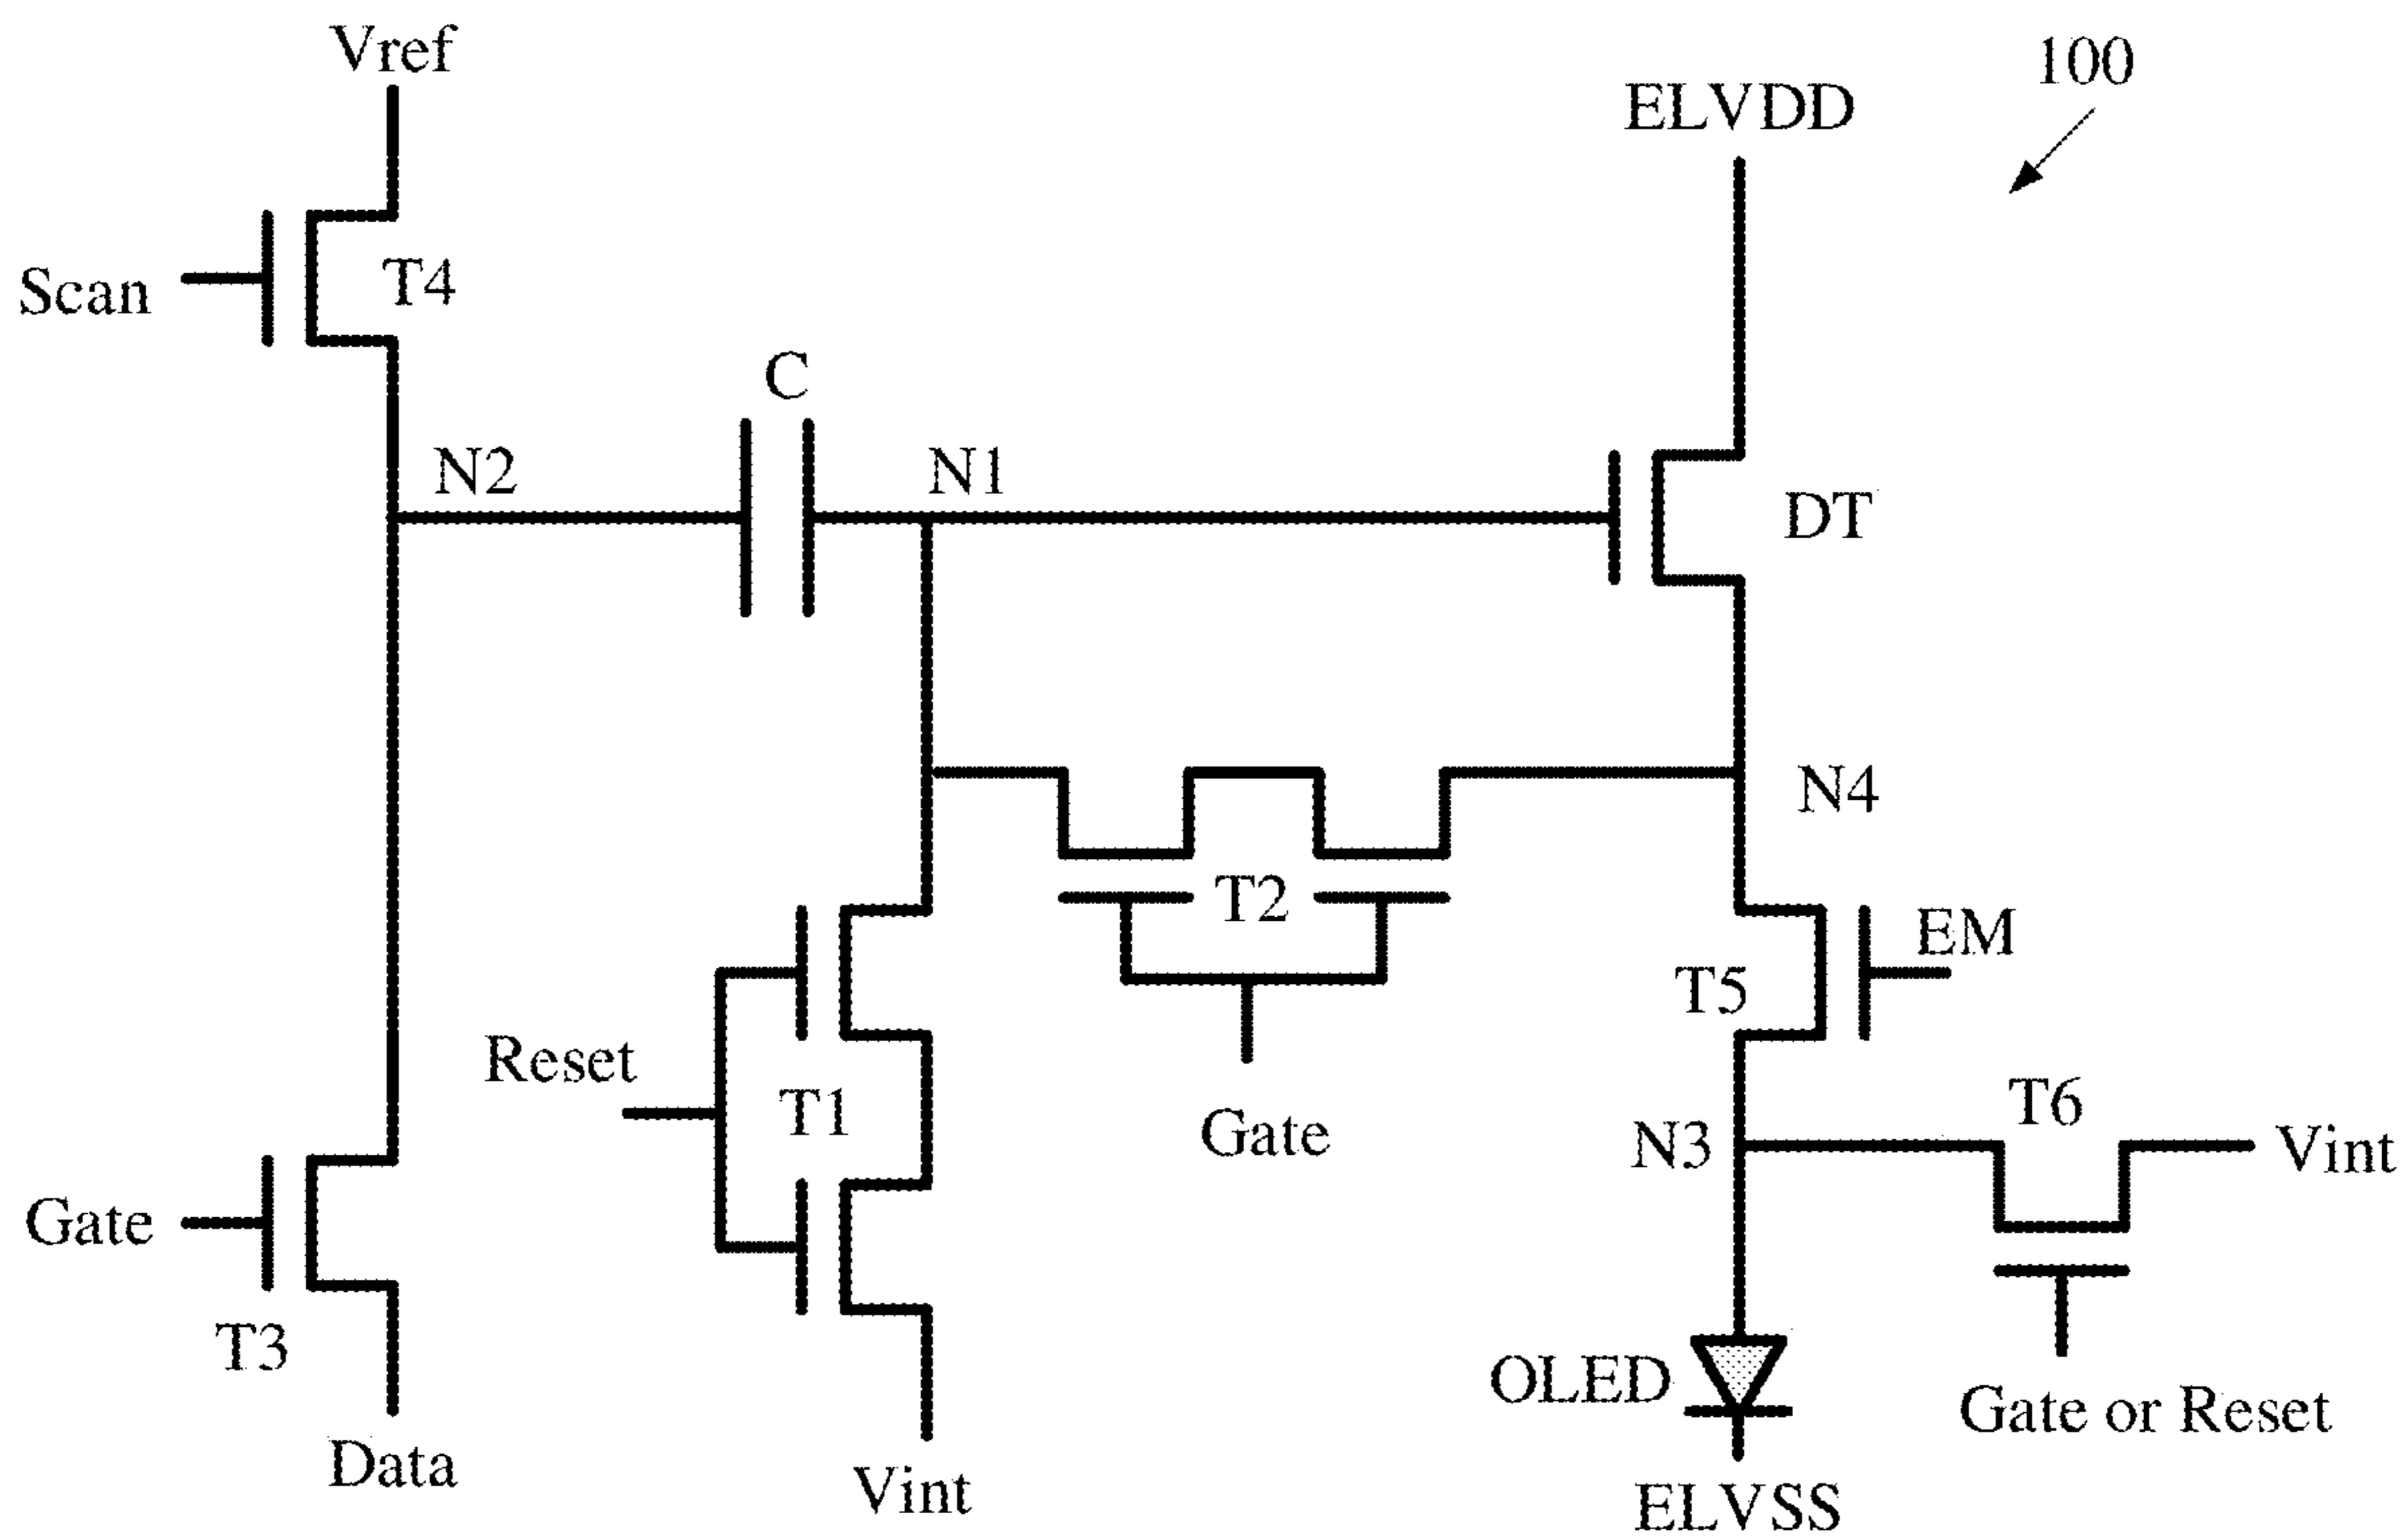 Vref
100
ELVDD
Scan
T4
C
N2
N1
DT
N4
T2
EM
T5
Reset
T1
Gate
T6
N3
Vint
Gate
T3
OLED
Gate or Reset
Data
Vint
ELVSS